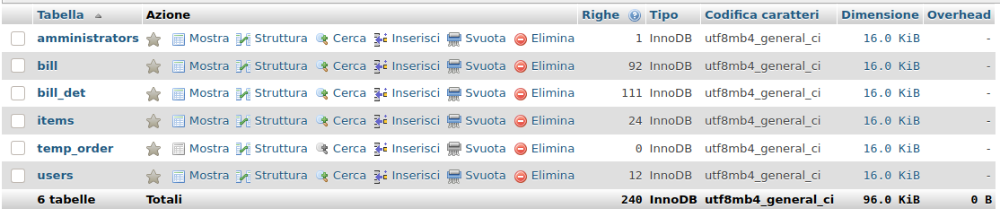 Tabella Azione Righe Tipo Codifica caratteri Dimensione Overhead
amministrators Mostra Struttura Cerca Inserisci Svuota Elimina 1 InnoDB utf8mb4_general_ci 16.0 KiB -
bill Mostra Struttura Cerca Inserisci Svuota Elimina 92 InnoDB utf8mb4_general_ci 16.0 KiB -
bill_det Mostra Struttura Cerca Inserisci Svuota Elimina 111 InnoDB utf8mb4_general_ci 16.0 KiB -
items Mostra Struttura Cerca Inserisci Svuota Elimina 24 InnoDB utf8mb4_general_ci 16.0 KiB -
temp_order Mostra Struttura Cerca Inserisci Svuota Elimina 0 InnoDB utf8mb4_general_ci 16.0 KiB -
users Mostra Struttura Cerca Inserisci Svuota Elimina 12 InnoDB utf8mb4_general_ci 16.0 KiB -
6 tabelle Totali 240 InnoDB utf8mb4_general_ci 96.0 KiB 0 B